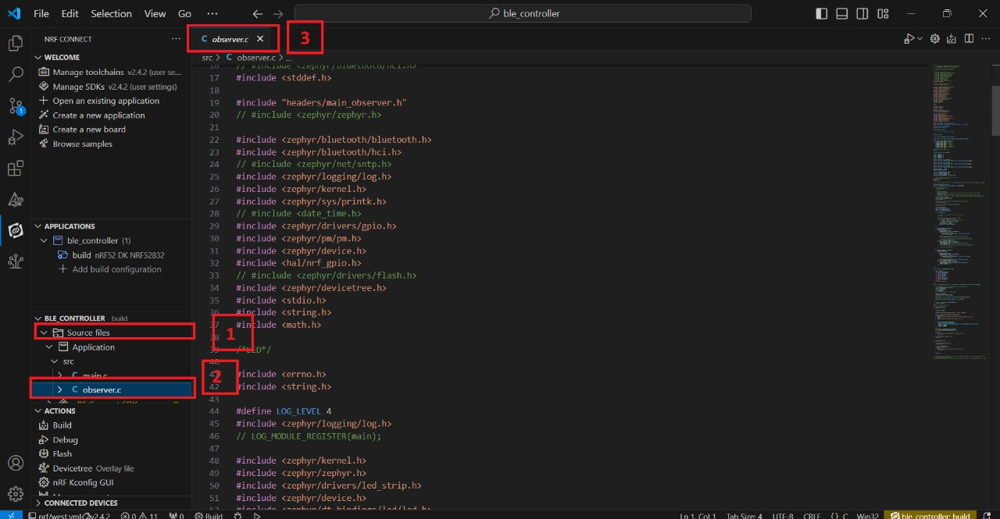 File Edit Selection View Go ··· ble_controller
NRF CONNECT ···
WELCOME
Manage toolchains v2.4.2 (user se...
Manage SDKs v2.4.2 (user settings)
Open an existing application
Create a new application
Create a new board
Browse samples
APPLICATIONS
ble_controller (1)
build nRF52 DK NRF52832
Add build configuration
BLE_CONTROLLER build
Source files
Application
src
main.c
C observer.c
nRF Connect SDK
ACTIONS
Build
Debug
Flash
Devicetree Overlay file
nRF Kconfig GUI
CONNECTED DEVICES
1
2
3
C observer.c
src > C observer.c > ...
16 // #include <zephyr/bluetooth/hci.h>
17 #include <stddef.h>
18
19 #include "headers/main_observer.h"
20 // #include <zephyr/zephyr.h>
21
22 #include <zephyr/bluetooth/bluetooth.h>
23 #include <zephyr/bluetooth/hci.h>
24 // #include <zephyr/net/sntp.h>
25 #include <zephyr/logging/log.h>
26 #include <zephyr/kernel.h>
27 #include <zephyr/sys/printk.h>
28 // #include <date_time.h>
29 #include <zephyr/drivers/gpio.h>
30 #include <zephyr/pm/pm.h>
31 #include <zephyr/device.h>
32 #include <hal/nrf_gpio.h>
33 // #include <zephyr/drivers/flash.h>
34 #include <zephyr/devicetree.h>
35 #include <stdio.h>
36 #include <string.h>
37 #include <math.h>
38
39 /*LED*/
40
41 #include <errno.h>
42 #include <string.h>
43
44 #define LOG_LEVEL 4
45 #include <zephyr/logging/log.h>
46 // LOG_MODULE_REGISTER(main);
47
48 #include <zephyr/kernel.h>
49 #include <zephyr/zephyr.h>
50 #include <zephyr/drivers/led_strip.h>
51 #include <zephyr/device.h>
52 #include <zephyr/dt-bindings/led/led.h>
nrf/west.yml v2.4.2 0 11 0 Build Ln 1, Col 1 Tab Size: 4 UTF-8 CRLF {} C Win32 ble_controller: build